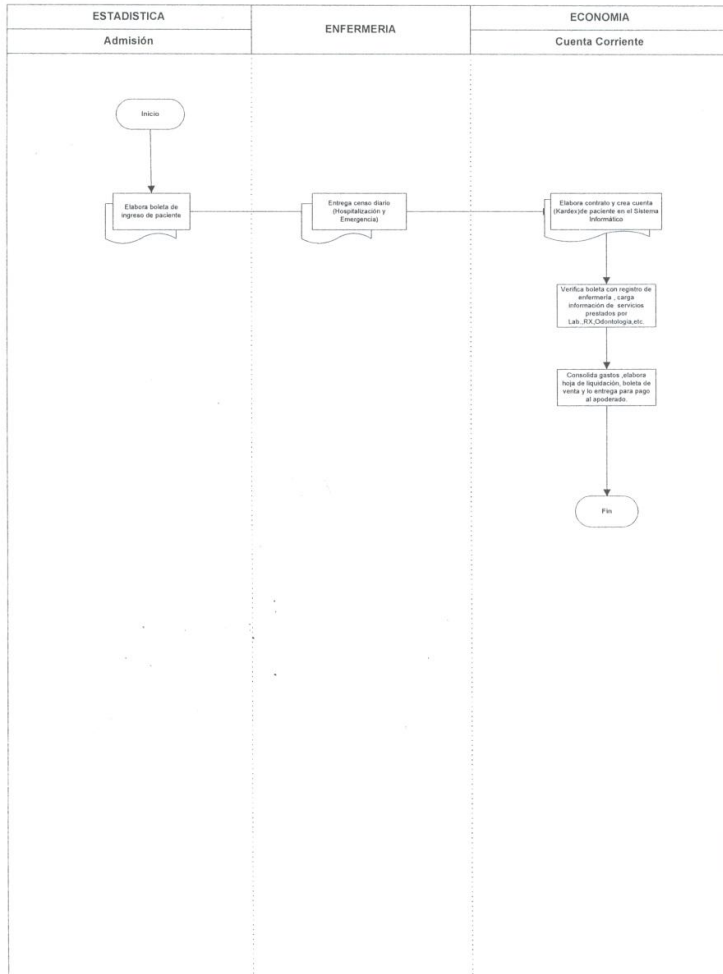 ESTADISTICA
Admisión
ENFERMERIA
ECONOMIA
Cuenta Corriente
Inicio
Elabora boleta de
ingreso de paciente
Entrega censo diario
(Hospitalización y
Emergencia)
Elabora contrato y crea cuenta
(Kardex)de paciente en el Sistema
Informático
Verifica boleta con registro de
enfermería , carga
información de servicios
prestados por
Lab.,RX,Odontología,etc.
Consolida gastos ,elabora
hoja de liquidación, boleta de
venta y lo entrega para pago
al apoderado.
Fin